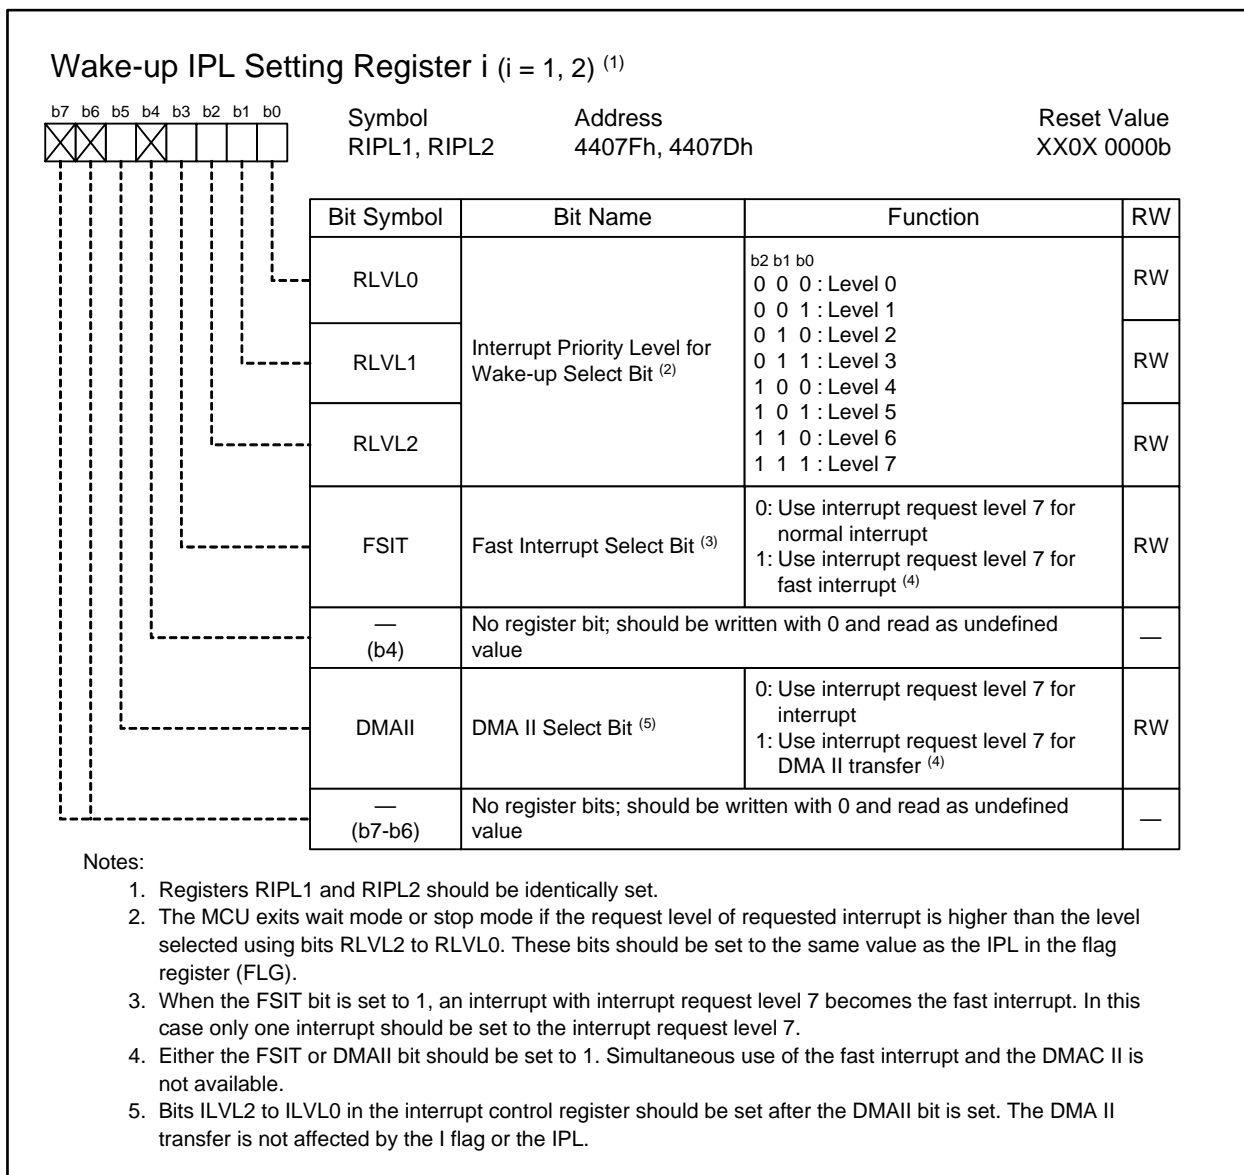 Wake-up IPL Setting Register i (i = 1, 2) (1)
b7 b6 b5 b4 b3 b2 b1 b0
Symbol Address Reset Value
RIPL1, RIPL2 4407Fh, 4407Dh XX0X 0000b
Bit Symbol Bit Name Function RW
RLVL0
RLVL1
RLVL2
Interrupt Priority Level for
Wake-up Select Bit (2)
b2 b1 b0
0 0 0 : Level 0
0 0 1 : Level 1
0 1 0 : Level 2
0 1 1 : Level 3
1 0 0 : Level 4
1 0 1 : Level 5
1 1 0 : Level 6
1 1 1 : Level 7
RW
RW
RW
FSIT
Fast Interrupt Select Bit (3)
0: Use interrupt request level 7 for
normal interrupt
1: Use interrupt request level 7 for
fast interrupt (4)
RW
—
(b4)
No register bit; should be written with 0 and read as undefined
value
—
DMAII
DMA II Select Bit (5)
0: Use interrupt request level 7 for
interrupt
1: Use interrupt request level 7 for
DMA II transfer (4)
RW
—
(b7-b6)
No register bits; should be written with 0 and read as undefined
value
—
Notes:
1. Registers RIPL1 and RIPL2 should be identically set.
2. The MCU exits wait mode or stop mode if the request level of requested interrupt is higher than the level
selected using bits RLVL2 to RLVL0. These bits should be set to the same value as the IPL in the flag
register (FLG).
3. When the FSIT bit is set to 1, an interrupt with interrupt request level 7 becomes the fast interrupt. In this
case only one interrupt should be set to the interrupt request level 7.
4. Either the FSIT or DMAII bit should be set to 1. Simultaneous use of the fast interrupt and the DMAC II is
not available.
5. Bits ILVL2 to ILVL0 in the interrupt control register should be set after the DMAII bit is set. The DMA II
transfer is not affected by the I flag or the IPL.